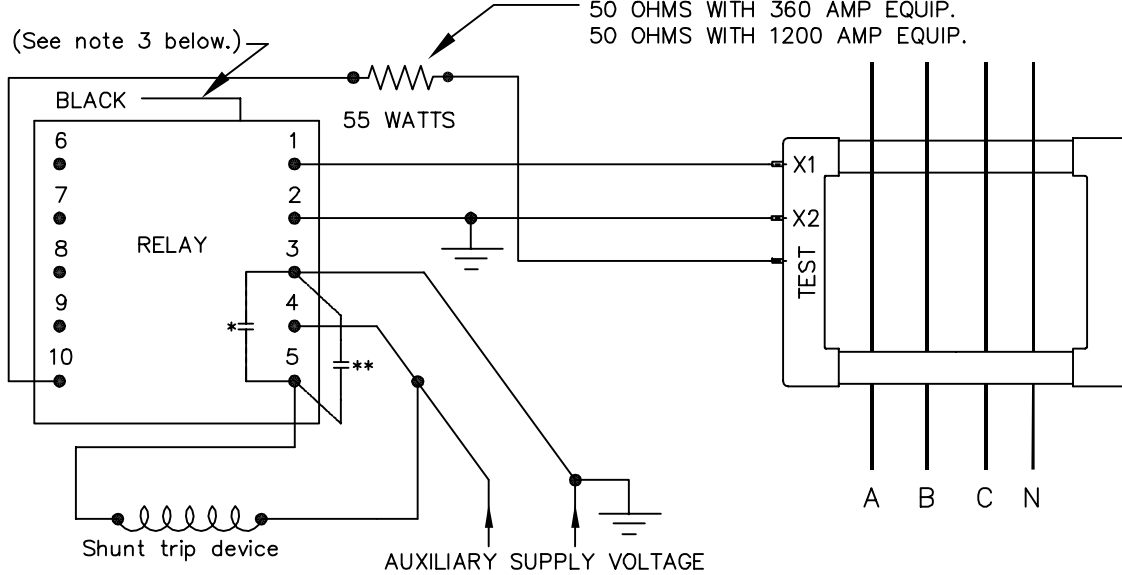 50 OHMS WITH 360 AMP EQUIP.
50 OHMS WITH 1200 AMP EQUIP.
(See note 3 below.)
BLACK
55 WATTS
6
1
X1
7
2
X2
8
RELAY
3
TEST
9
4
*
10
5
**
A
B
C
N
Shunt trip device
AUXILIARY SUPPLY VOLTAGE